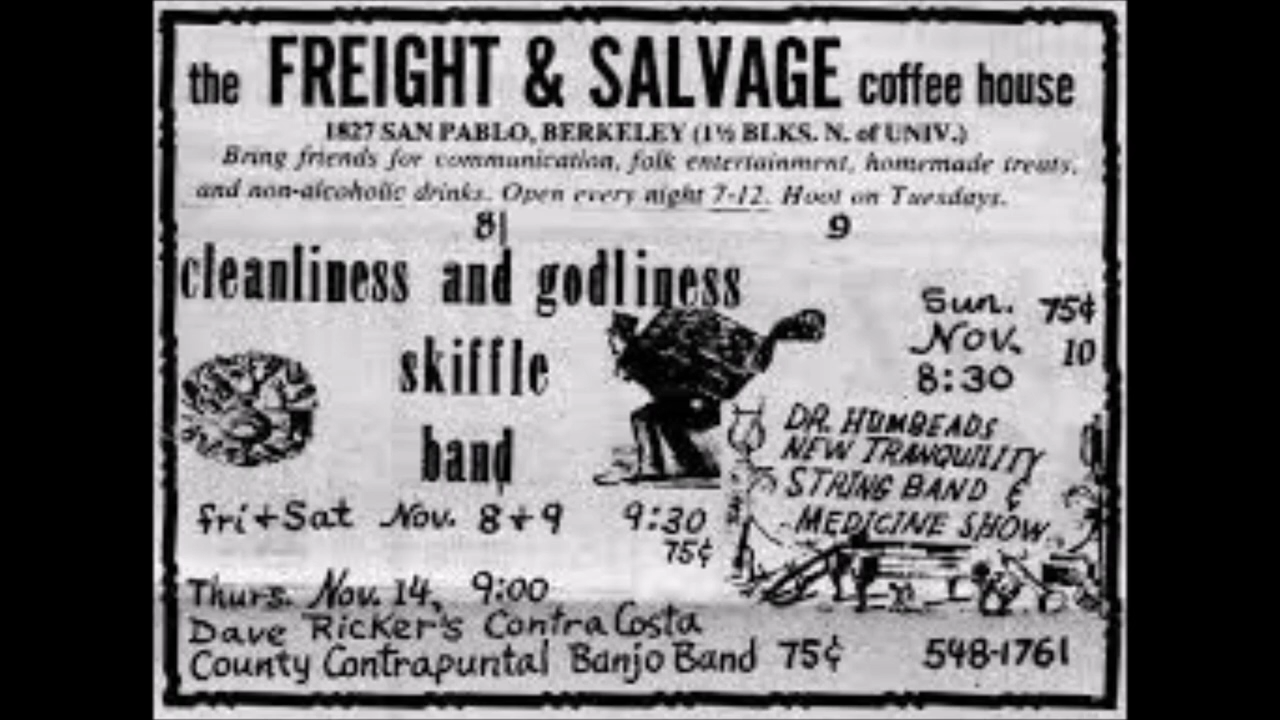 the FREIGHT & SALVAGE coffee house
1827 SAN PABLO, BERKELEY (1½ BLKS. N. of UNIV.)
Bring friends for communication, folk entertainment, homemade treats,
and non-alcoholic drinks. Open every night 7-12. Hoot on Tuesdays.
8 9
cleanliness and godliness
skiffle
band
fri + Sat Nov. 8 + 9 9:30
75¢
Sun. 75¢
Nov. 10
8:30
DR. HUMBEADS
NEW TRANQUILITY
STRING BAND &
MEDICINE SHOW
Thurs. Nov. 14, 9:00
Dave Ricker's Contra Costa
County Contrapuntal Banjo Band 75¢ 548-1761